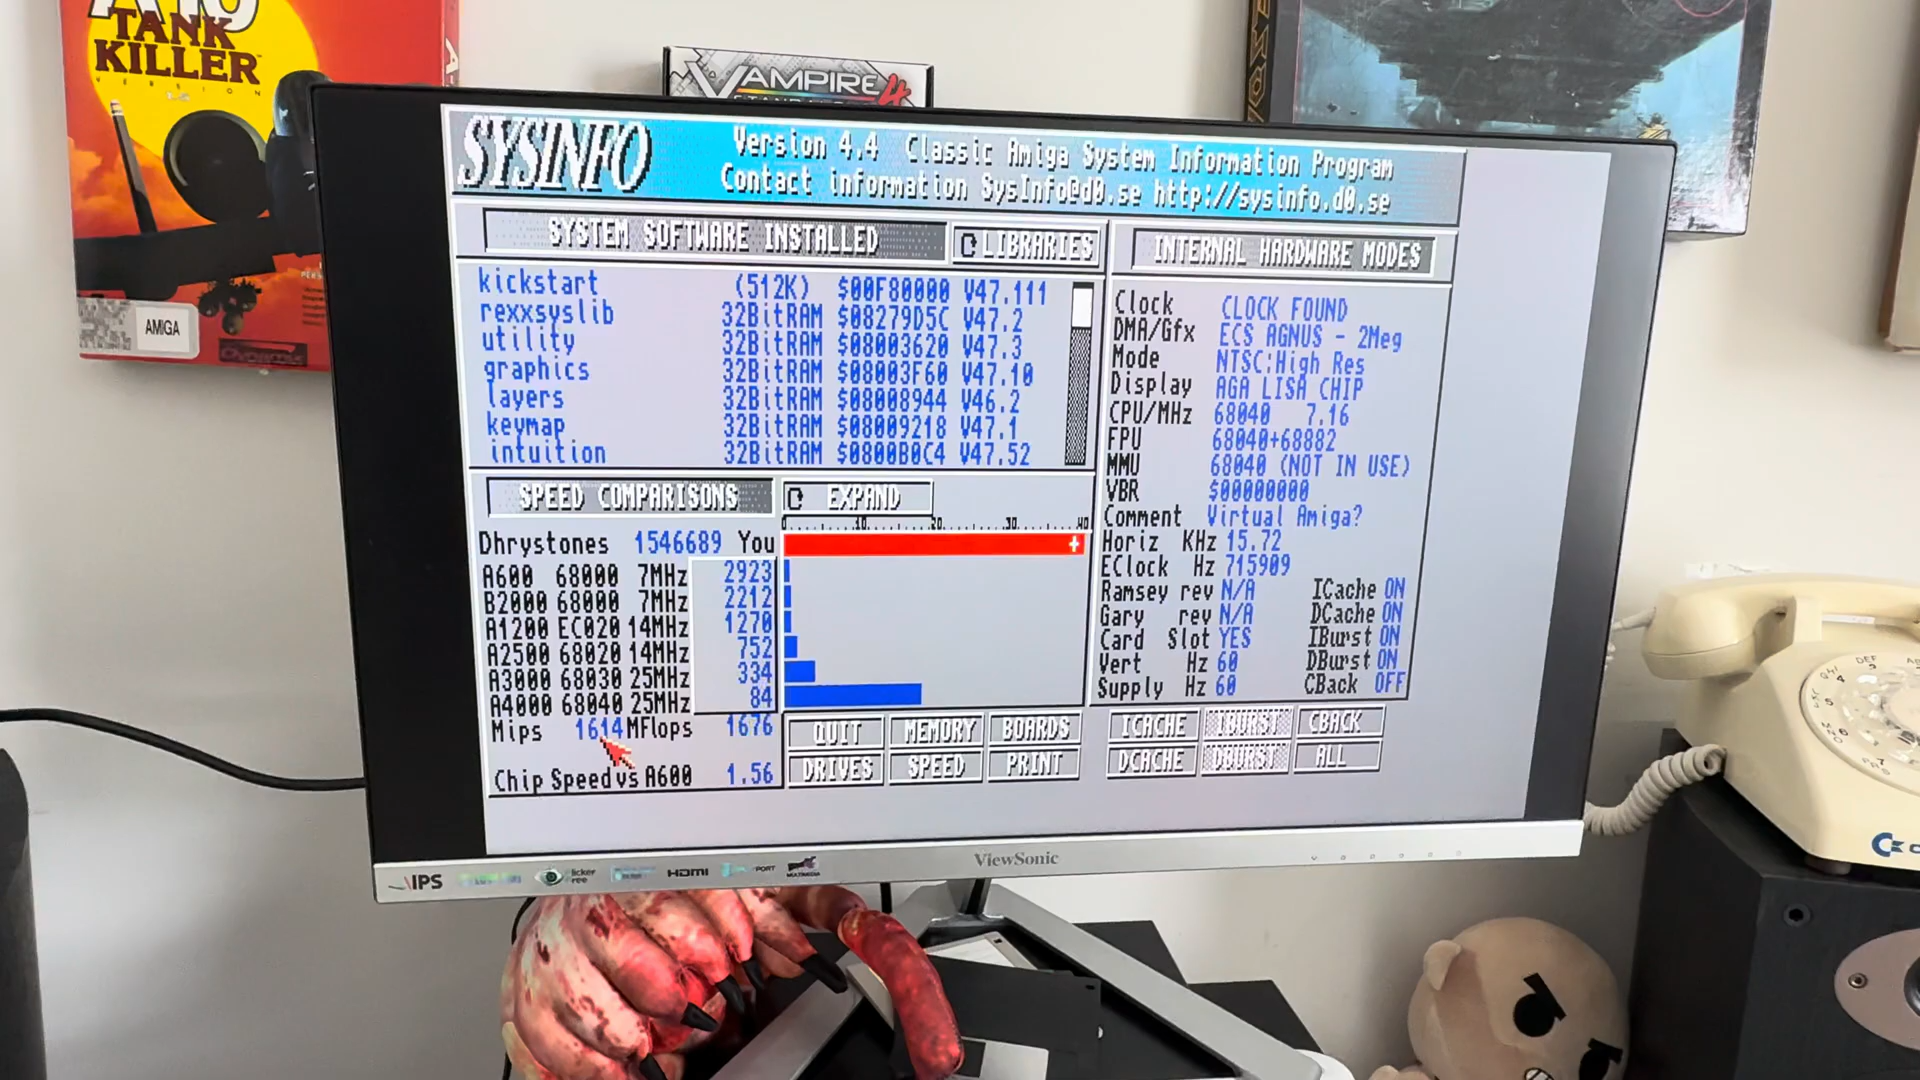 TANK
KILLER
VERSION
AMIGA
VAMPIRE 4
SYSINFO
Version 4.4 Classic Amiga System Information Program
Contact information SysInfo@d0.se http://sysinfo.d0.se
SYSTEM SOFTWARE INSTALLED
LIBRARIES
kickstart (512K) $00F80000 V47.111
rexxsyslib 32BitRAM $08279D5C V47.2
utility 32BitRAM $08003620 V47.3
graphics 32BitRAM $08003F60 V47.10
layers 32BitRAM $08008944 V46.2
keymap 32BitRAM $08009218 V47.1
intuition 32BitRAM $0800B0C4 V47.52
INTERNAL HARDWARE MODES
Clock CLOCK FOUND
DMA/Gfx ECS AGNUS - 2Meg
Mode NTSC:High Res
Display AGA LISA CHIP
CPU/MHz 68040 7.16
FPU 68040+68882
MMU 68040 (NOT IN USE)
VBR $00000000
Comment Virtual Amiga?
Horiz KHz 15.72
EClock Hz 715909
Ramsey rev N/A ICache ON
Gary rev N/A DCache ON
Card Slot YES IBurst ON
Vert Hz 60 DBurst ON
Supply Hz 60 CBack OFF
SPEED COMPARISONS
EXPAND
10 20 30 40
Dhrystones 1546689 You
A600 68000 7MHz 2923
B2000 68000 7MHz 2212
A1200 EC020 14MHz 1270
A2500 68020 14MHz 752
A3000 68030 25MHz 334
A4000 68040 25MHz 84
Mips 1614 MFlops 1676
Chip Speed vs A600 1.56
QUIT MEMORY BOARDS
DRIVES SPEED PRINT
ICACHE IBURST CBACK
DCACHE DBURST ALL
IPS
HDMI
ViewSonic